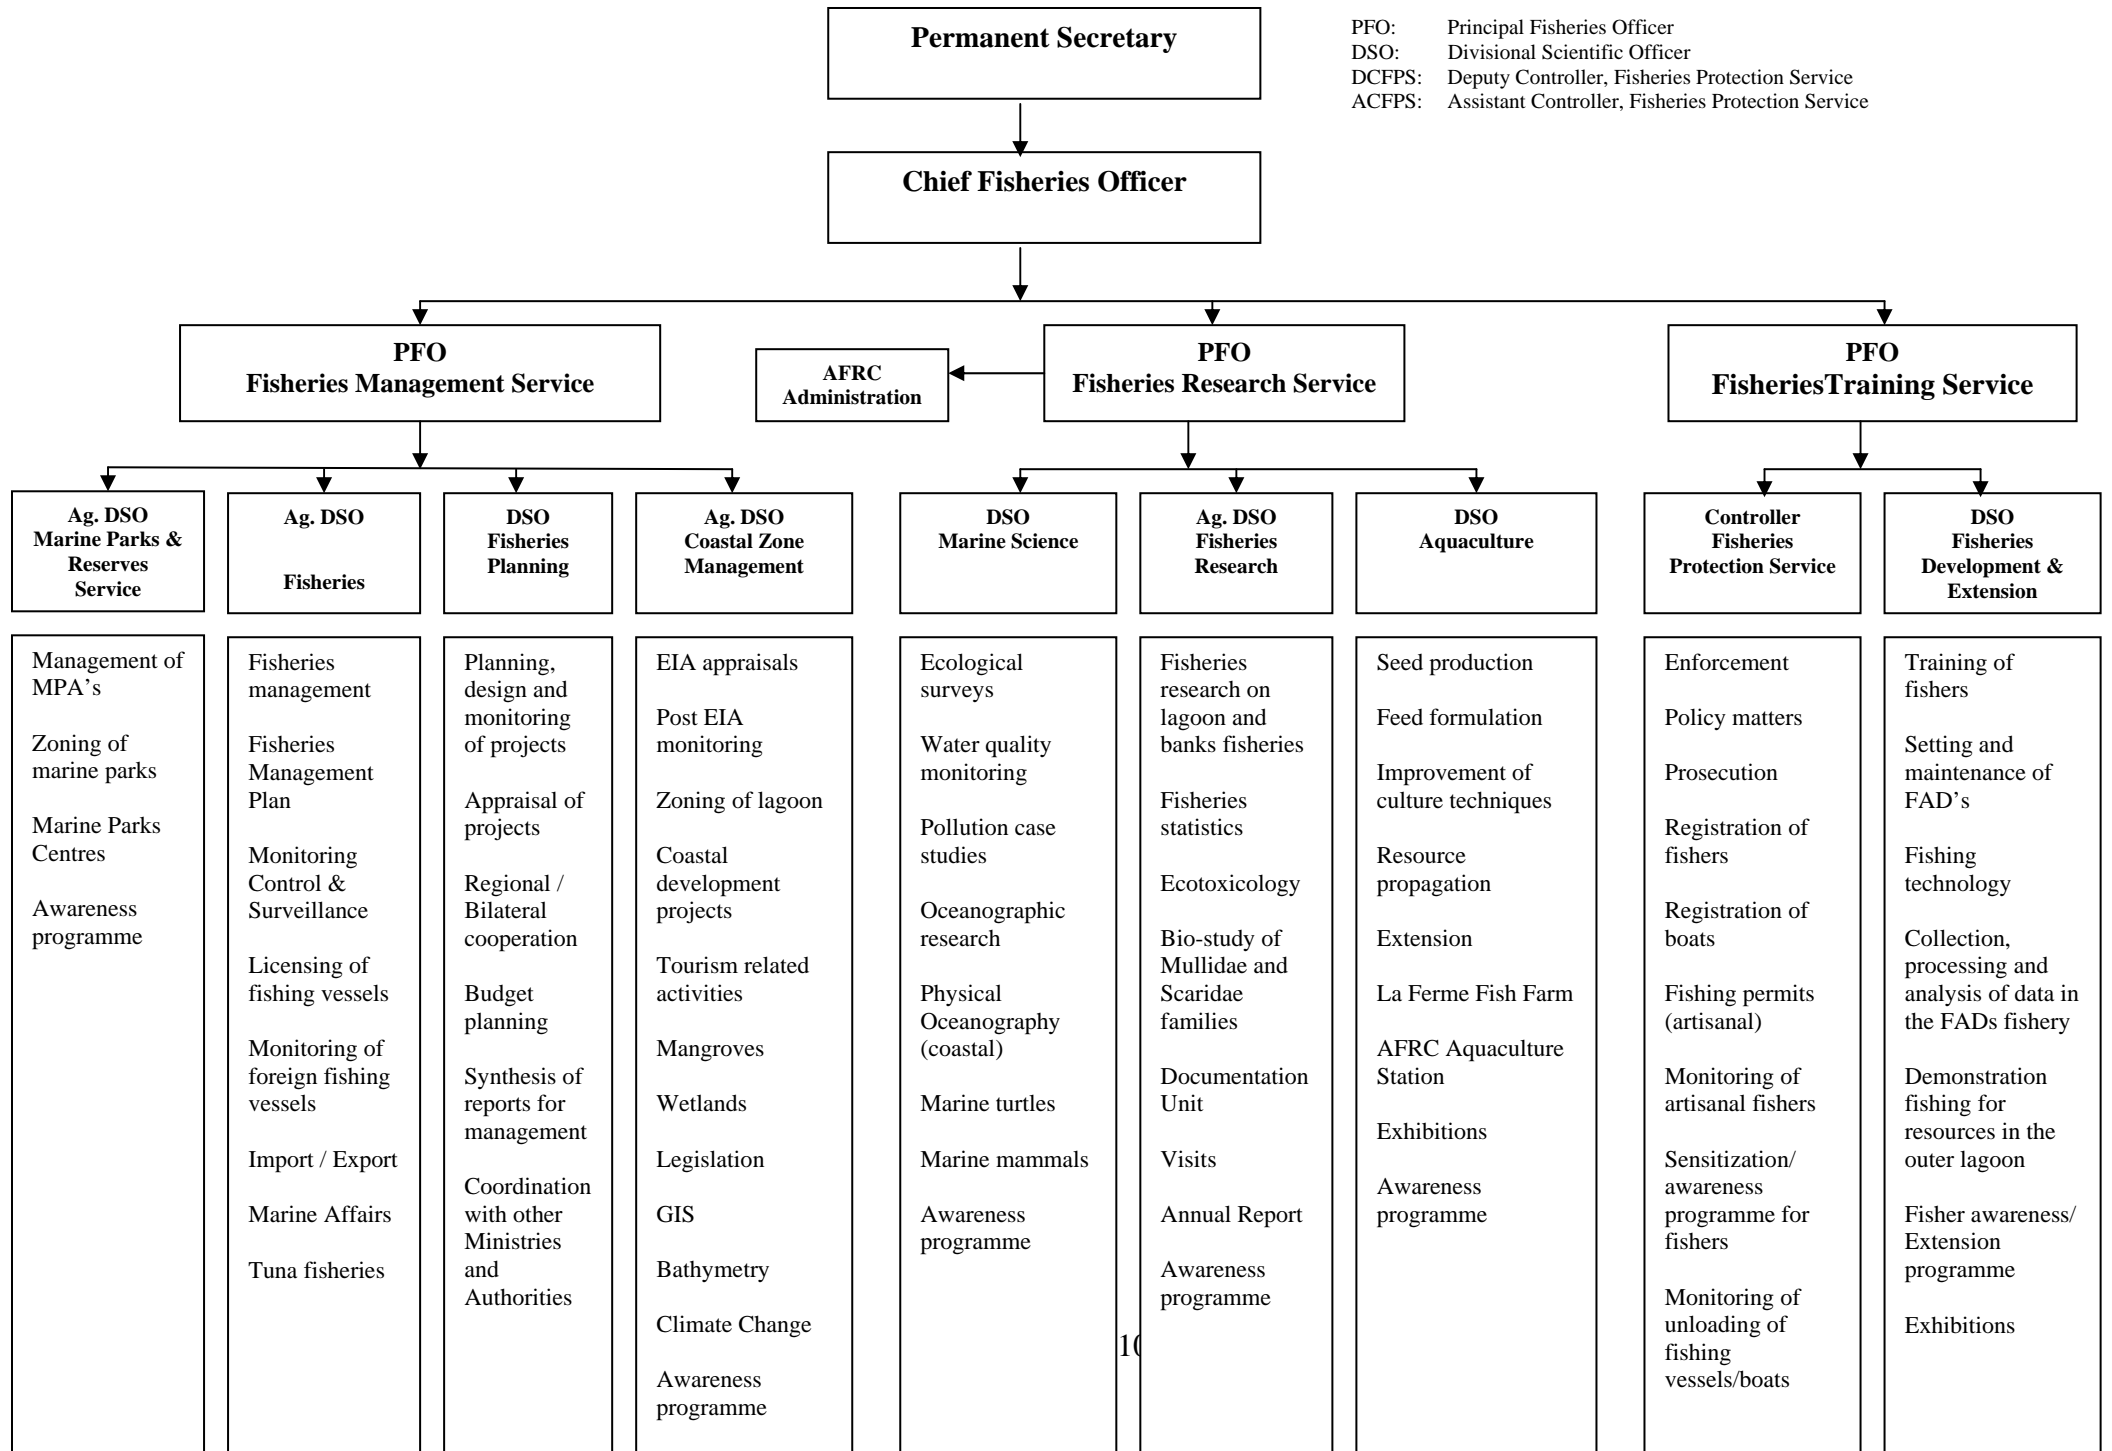 Permanent Secretary
PFO: Principal Fisheries Officer
DSO: Divisional Scientific Officer
DCFPS: Deputy Controller, Fisheries Protection Service
ACFPS: Assistant Controller, Fisheries Protection Service
Chief Fisheries Officer
PFO
Fisheries Management Service
AFRC
Administration
PFO
Fisheries Research Service
PFO
FisheriesTraining Service
Ag. DSO
Marine Parks &
Reserves
Service
Ag. DSO
Fisheries
DSO
Fisheries
Planning
Ag. DSO
Coastal Zone
Management
DSO
Marine Science
Ag. DSO
Fisheries
Research
DSO
Aquaculture
Controller
Fisheries
Protection Service
DSO
Fisheries
Development &
Extension
Management of
MPA’s
Zoning of
marine parks
Marine Parks
Centres
Awareness
programme
Fisheries
management
Fisheries
Management
Plan
Monitoring
Control &
Surveillance
Licensing of
fishing vessels
Monitoring of
foreign fishing
vessels
Import / Export
Marine Affairs
Tuna fisheries
Planning,
design and
monitoring
of projects
Appraisal of
projects
Regional /
Bilateral
cooperation
Budget
planning
Synthesis of
reports for
management
Coordination
with other
Ministries
and
Authorities
EIA appraisals
Post EIA
monitoring
Zoning of lagoon
Coastal
development
projects
Tourism related
activities
Mangroves
Wetlands
Legislation
GIS
Bathymetry
Climate Change
Awareness
programme
Ecological
surveys
Water quality
monitoring
Pollution case
studies
Oceanographic
research
Physical
Oceanography
(coastal)
Marine turtles
Marine mammals
Awareness
programme
Fisheries
research on
lagoon and
banks fisheries
Fisheries
statistics
Ecotoxicology
Bio-study of
Mullidae and
Scaridae
families
Documentation
Unit
Visits
Annual Report
Awareness
programme
Seed production
Feed formulation
Improvement of
culture techniques
Resource
propagation
Extension
La Ferme Fish Farm
AFRC Aquaculture
Station
Exhibitions
Awareness
programme
Enforcement
Policy matters
Prosecution
Registration of
fishers
Registration of
boats
Fishing permits
(artisanal)
Monitoring of
artisanal fishers
Sensitization/
awareness
programme for
fishers
Monitoring of
unloading of
fishing
vessels/boats
Training of
fishers
Setting and
maintenance of
FAD’s
Fishing
technology
Collection,
processing and
analysis of data in
the FADs fishery
Demonstration
fishing for
resources in the
outer lagoon
Fisher awareness/
Extension
programme
Exhibitions